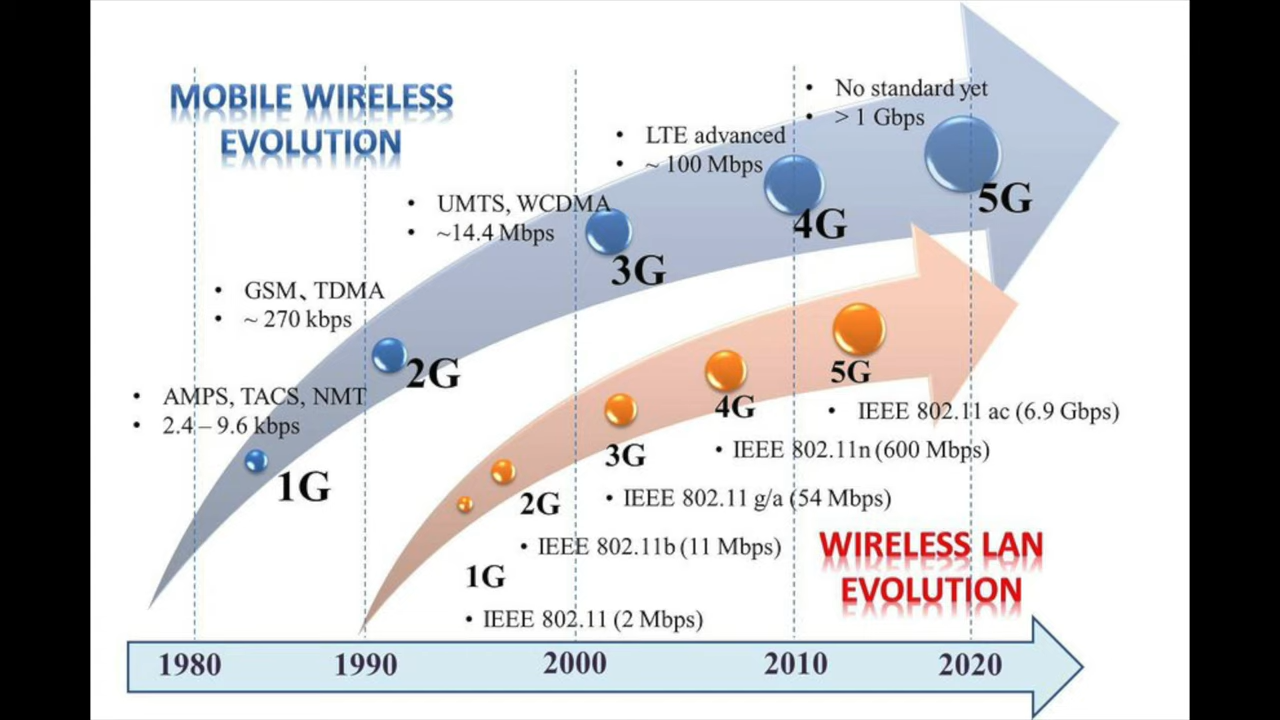 MOBILE WIRELESS
EVOLUTION
• No standard yet
• > 1 Gbps
• LTE advanced
• ~ 100 Mbps
5G
• UMTS, WCDMA
• ~14.4 Mbps
4G
3G
• GSM、TDMA
• ~ 270 kbps
2G
• AMPS, TACS, NMT
• 2.4 – 9.6 kbps
1G
5G
• IEEE 802.11 ac (6.9 Gbps)
4G
• IEEE 802.11n (600 Mbps)
3G
• IEEE 802.11 g/a (54 Mbps)
2G
• IEEE 802.11b (11 Mbps)
1G
• IEEE 802.11 (2 Mbps)
WIRELESS LAN
EVOLUTION
1980 1990 2000 2010 2020